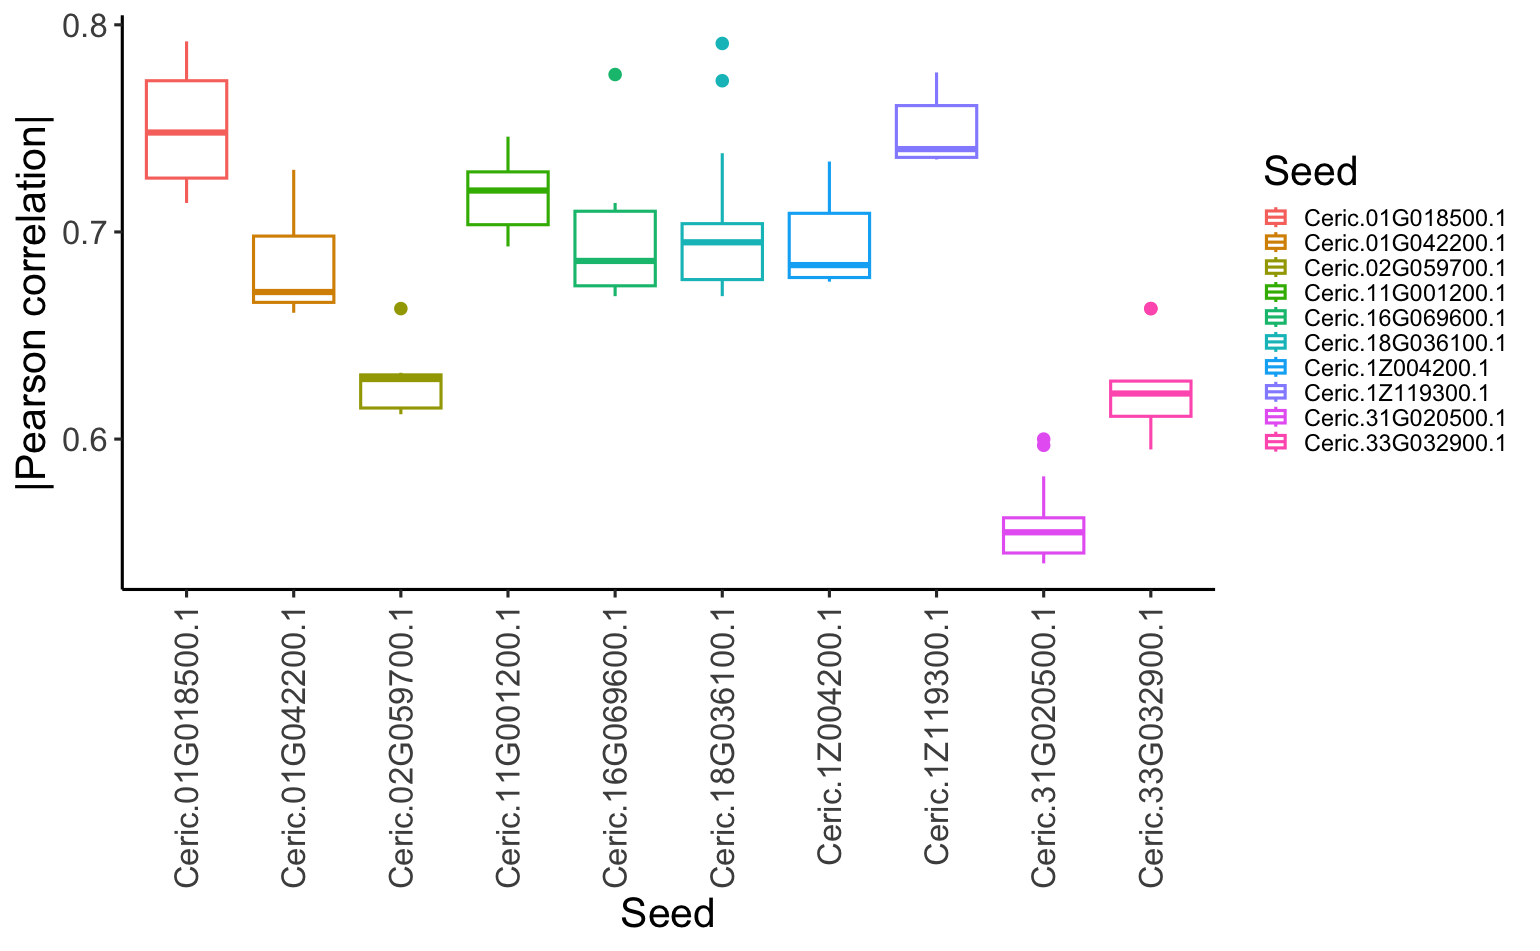 |Pearson correlation|
0.8
0.7
0.6
Ceric.01G018500.1
Ceric.01G042200.1
Ceric.02G059700.1
Ceric.11G001200.1
Ceric.16G069600.1
Ceric.18G036100.1
Ceric.1Z004200.1
Ceric.1Z119300.1
Ceric.31G020500.1
Ceric.33G032900.1
Seed
Seed
Ceric.01G018500.1
Ceric.01G042200.1
Ceric.02G059700.1
Ceric.11G001200.1
Ceric.16G069600.1
Ceric.18G036100.1
Ceric.1Z004200.1
Ceric.1Z119300.1
Ceric.31G020500.1
Ceric.33G032900.1